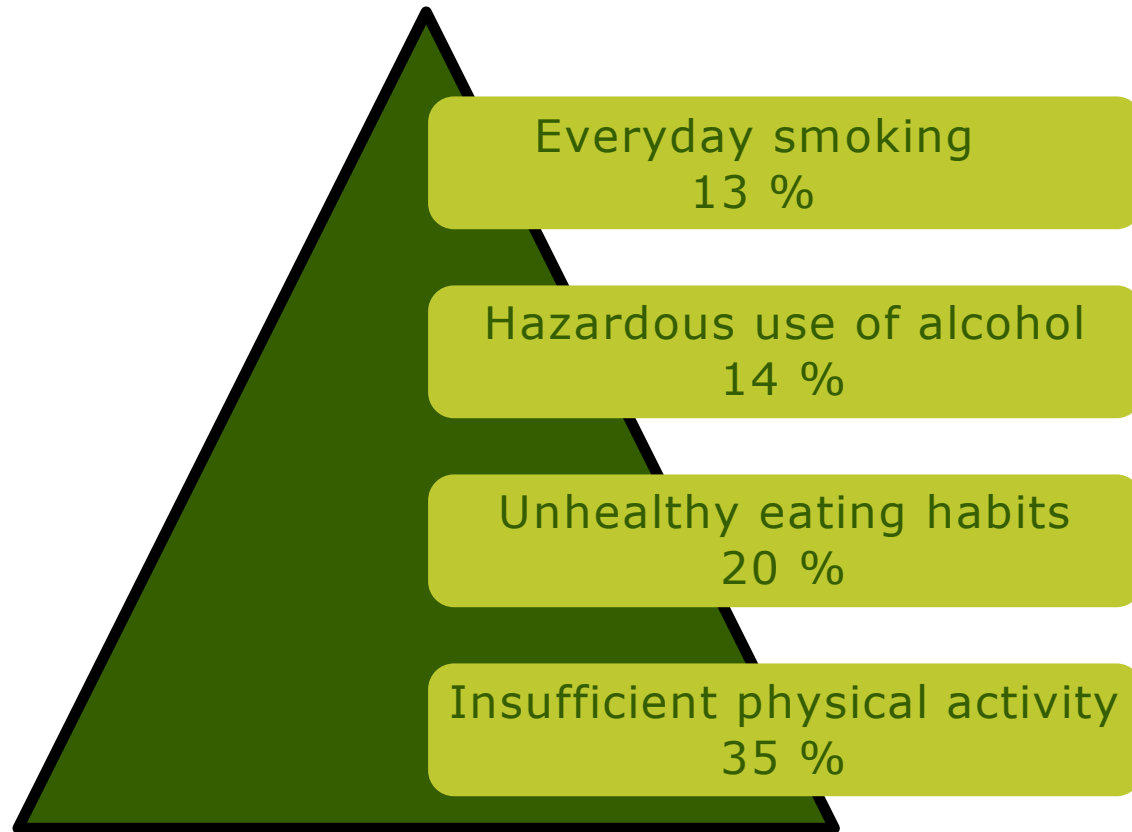 Everyday smoking
13 %
Hazardous use of alcohol
14 %
Unhealthy eating habits
20 %
Insufficient physical activity
35 %